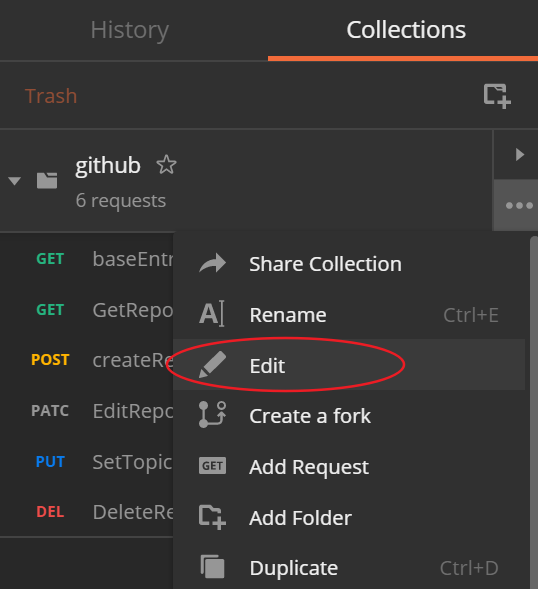 History Collections
Trash
github
6 requests
GET baseEntr
GET GetRepo
POST createRe
PATC EditRepo
PUT SetTopic
DEL DeleteRe
Share Collection
Rename Ctrl+E
Edit
Create a fork
GET Add Request
Add Folder
Duplicate Ctrl+D